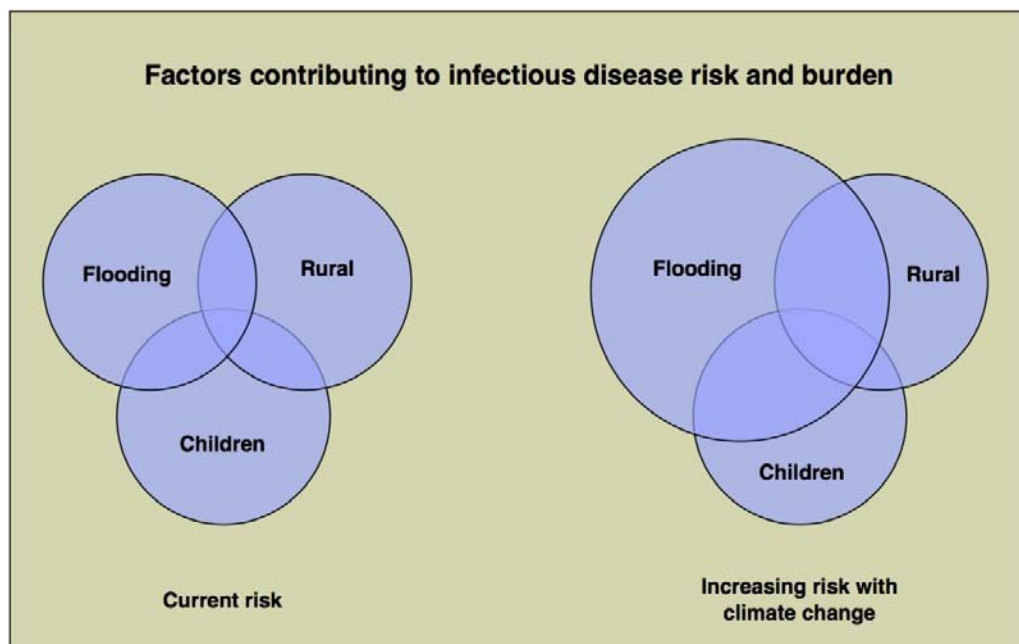 Factors contributing to infectious disease risk and burden
Flooding
Rural
Children
Current risk
Flooding
Rural
Children
Increasing risk with
climate change